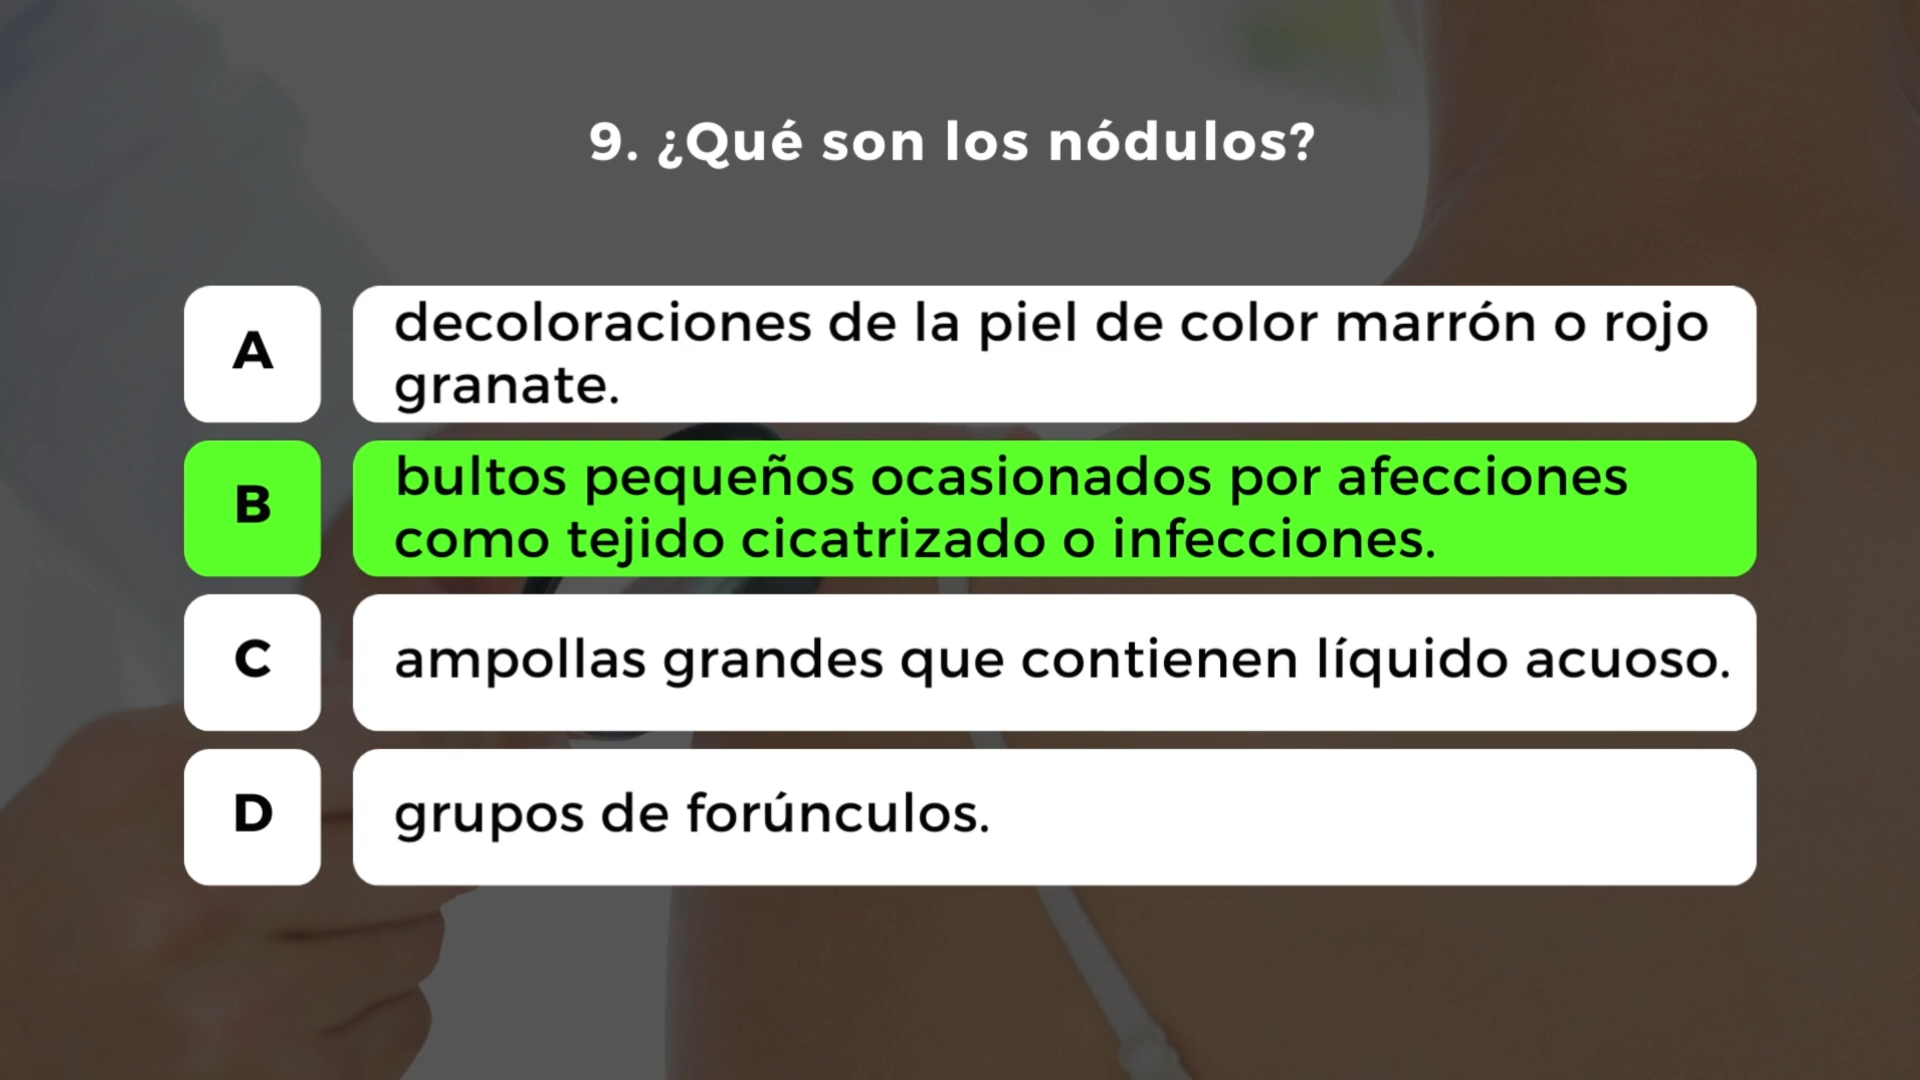 9. ¿Qué son los nódulos?
A
decoloraciones de la piel de color marrón o rojo
granate.
B
bultos pequeños ocasionados por afecciones
como tejido cicatrizado o infecciones.
C
ampollas grandes que contienen líquido acuoso.
D
grupos de forúnculos.